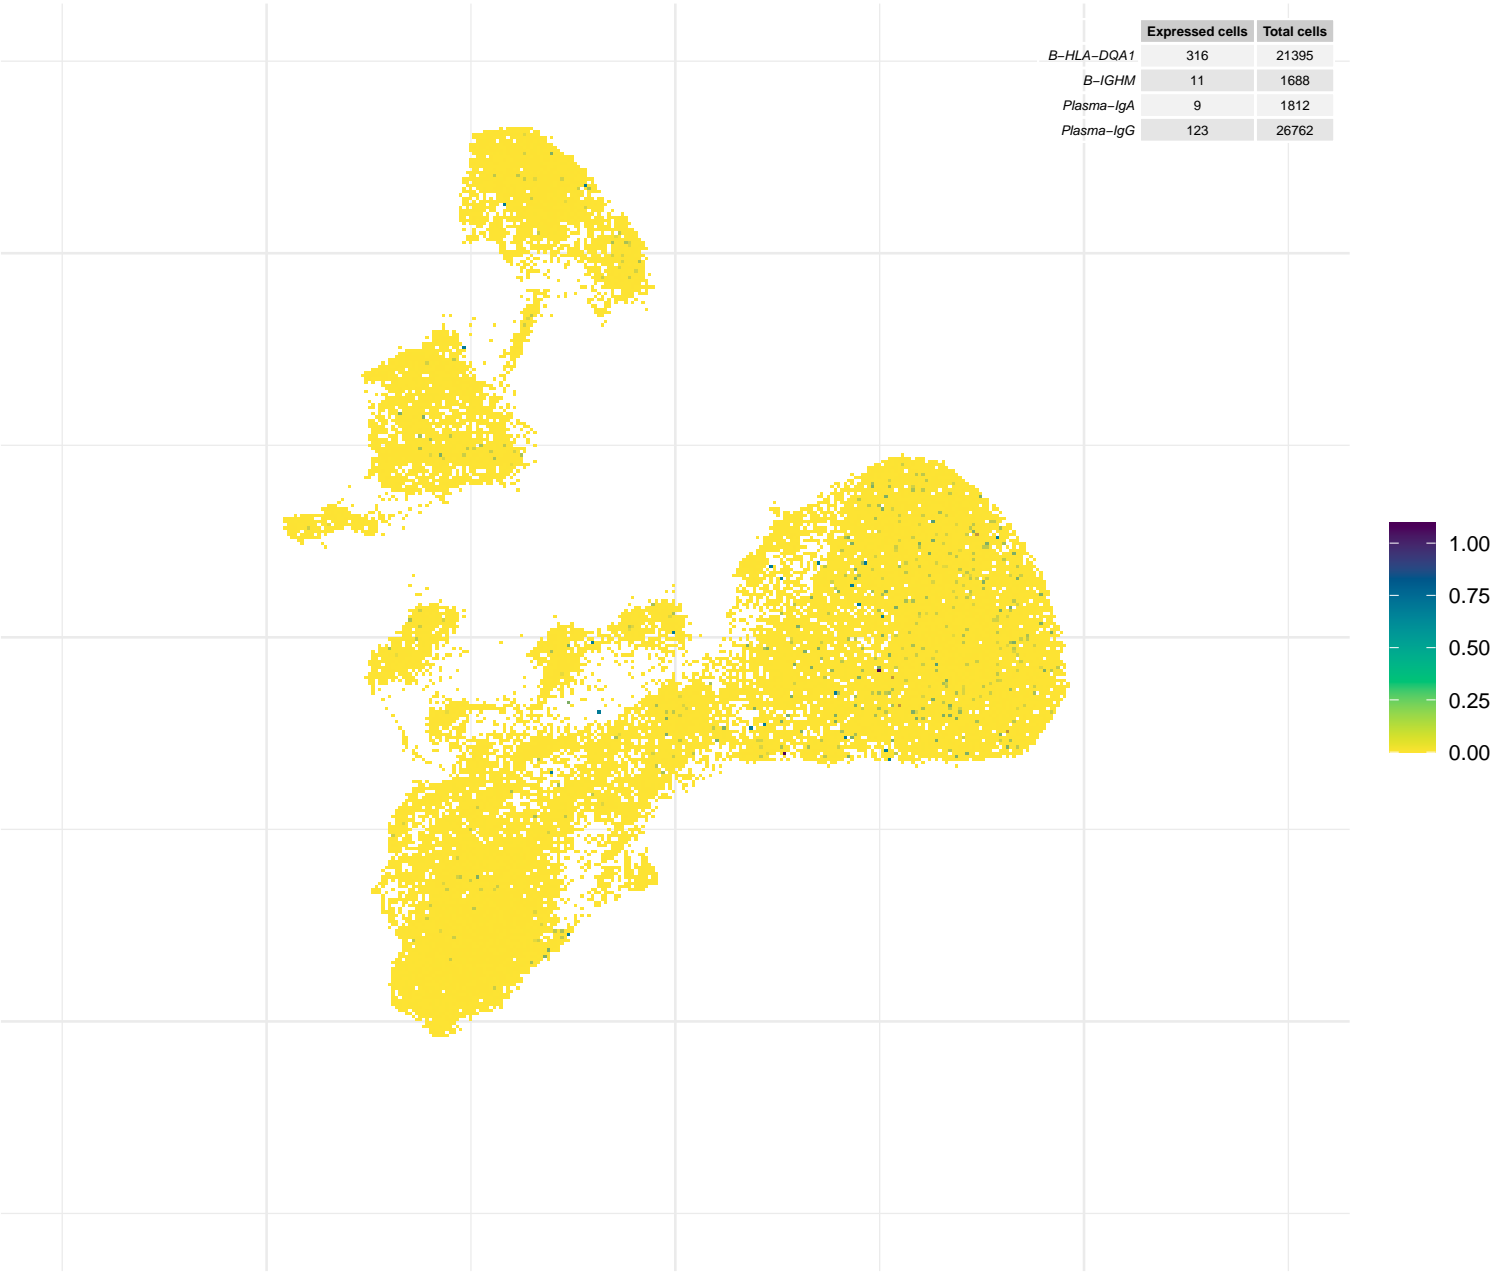 Expressed cells Total cells
B−HLA−DQA1 316 21395
B−IGHM 11 1688
Plasma−IgA 9 1812
Plasma−IgG 123 26762
1.00
0.75
0.50
0.25
0.00